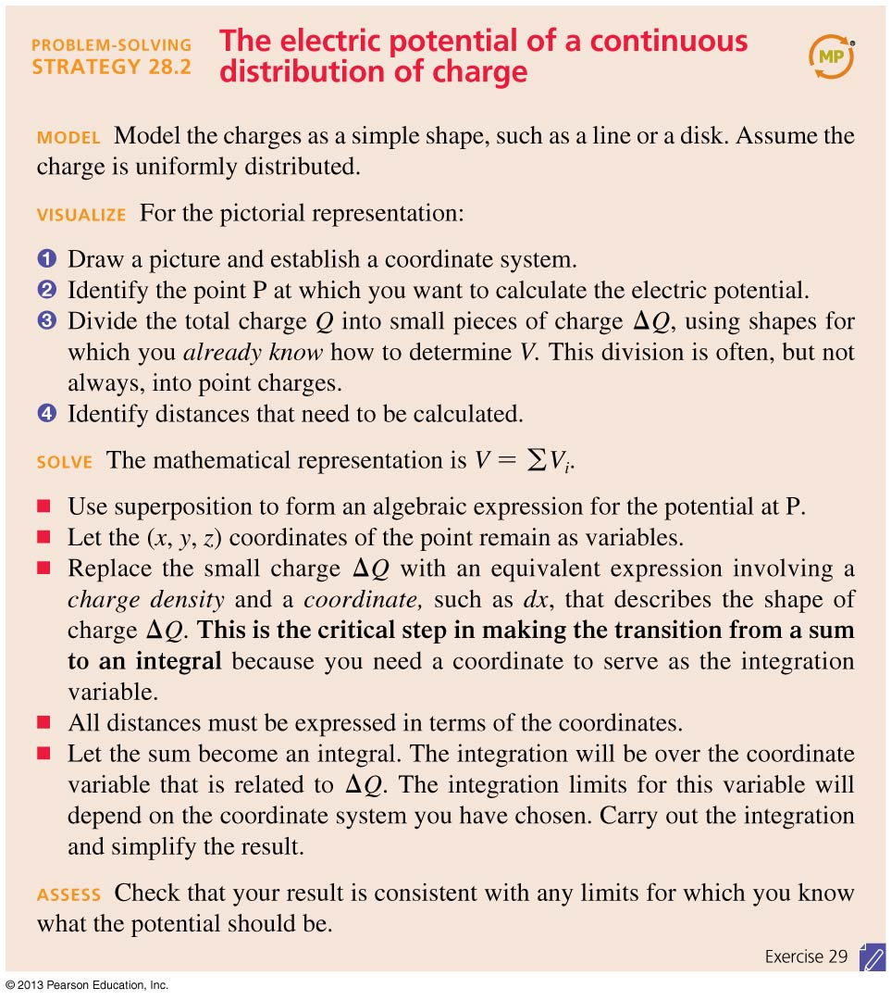 PROBLEM-SOLVING
STRATEGY 28.2
The electric potential of a continuous
distribution of charge
MP®
MODEL Model the charges as a simple shape, such as a line or a disk. Assume the
charge is uniformly distributed.
VISUALIZE For the pictorial representation:
1 Draw a picture and establish a coordinate system.
2 Identify the point P at which you want to calculate the electric potential.
3 Divide the total charge Q into small pieces of charge ΔQ, using shapes for
which you already know how to determine V. This division is often, but not
always, into point charges.
4 Identify distances that need to be calculated.
SOLVE The mathematical representation is V = ΣVᵢ.
■ Use superposition to form an algebraic expression for the potential at P.
■ Let the (x, y, z) coordinates of the point remain as variables.
■ Replace the small charge ΔQ with an equivalent expression involving a
charge density and a coordinate, such as dx, that describes the shape of
charge ΔQ. This is the critical step in making the transition from a sum
to an integral because you need a coordinate to serve as the integration
variable.
■ All distances must be expressed in terms of the coordinates.
■ Let the sum become an integral. The integration will be over the coordinate
variable that is related to ΔQ. The integration limits for this variable will
depend on the coordinate system you have chosen. Carry out the integration
and simplify the result.
ASSESS Check that your result is consistent with any limits for which you know
what the potential should be.
Exercise 29
© 2013 Pearson Education, Inc.